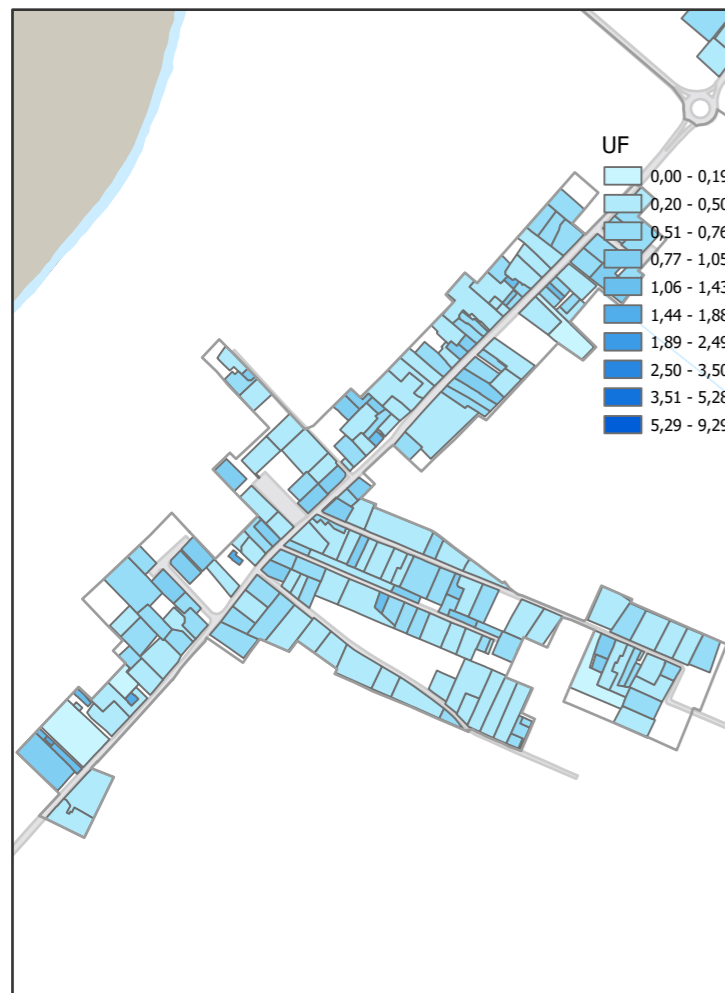 UF
0,00 - 0,19
0,20 - 0,50
0,51 - 0,76
0,77 - 1,05
1,06 - 1,43
1,44 - 1,88
1,89 - 2,49
2,50 - 3,50
3,51 - 5,28
5,29 - 9,29